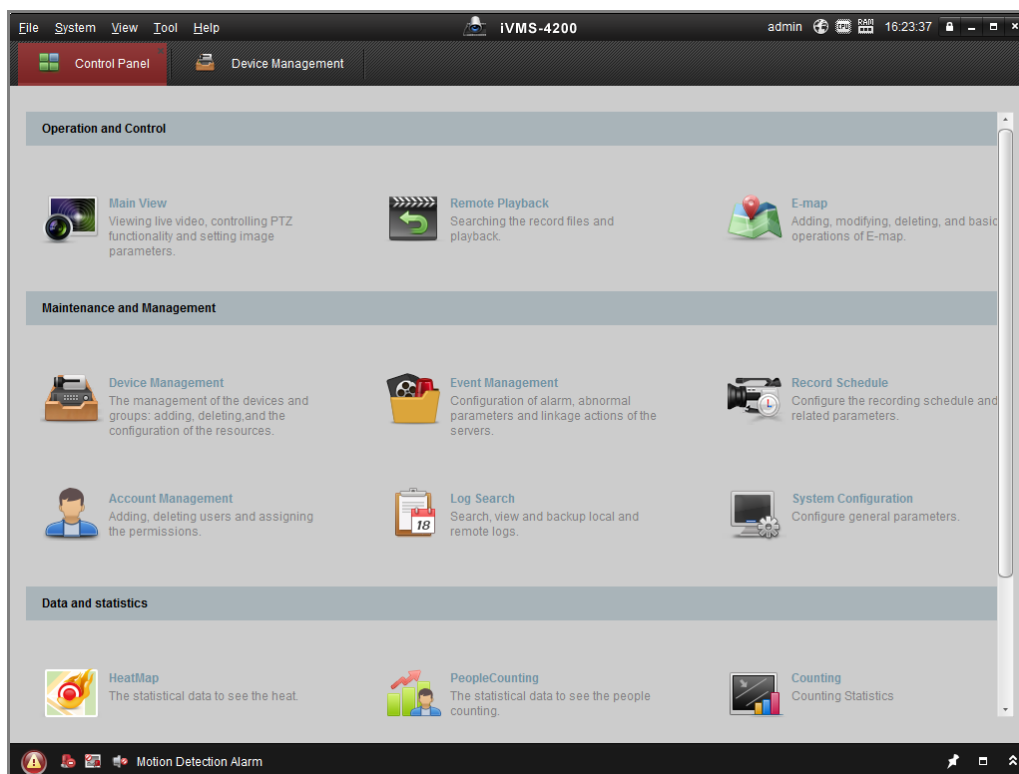 File System View Tool Help iVMS-4200 admin CPU RAM 16:23:37
Control Panel Device Management
Operation and Control
Main View
Viewing live video, controlling PTZ
functionality and setting image
parameters.
Remote Playback
Searching the record files and
playback.
E-map
Adding, modifying, deleting, and basic
operations of E-map.
Maintenance and Management
Device Management
The management of the devices and
groups: adding, deleting,and the
configuration of the resources.
Event Management
Configuration of alarm, abnormal
parameters and linkage actions of the
servers.
Record Schedule
Configure the recording schedule and
related parameters.
Account Management
Adding, deleting users and assigning
the permissions.
18
Log Search
Search, view and backup local and
remote logs.
System Configuration
Configure general parameters.
Data and statistics
HeatMap
The statistical data to see the heat.
PeopleCounting
The statistical data to see the people
counting.
Counting
Counting Statistics
Motion Detection Alarm